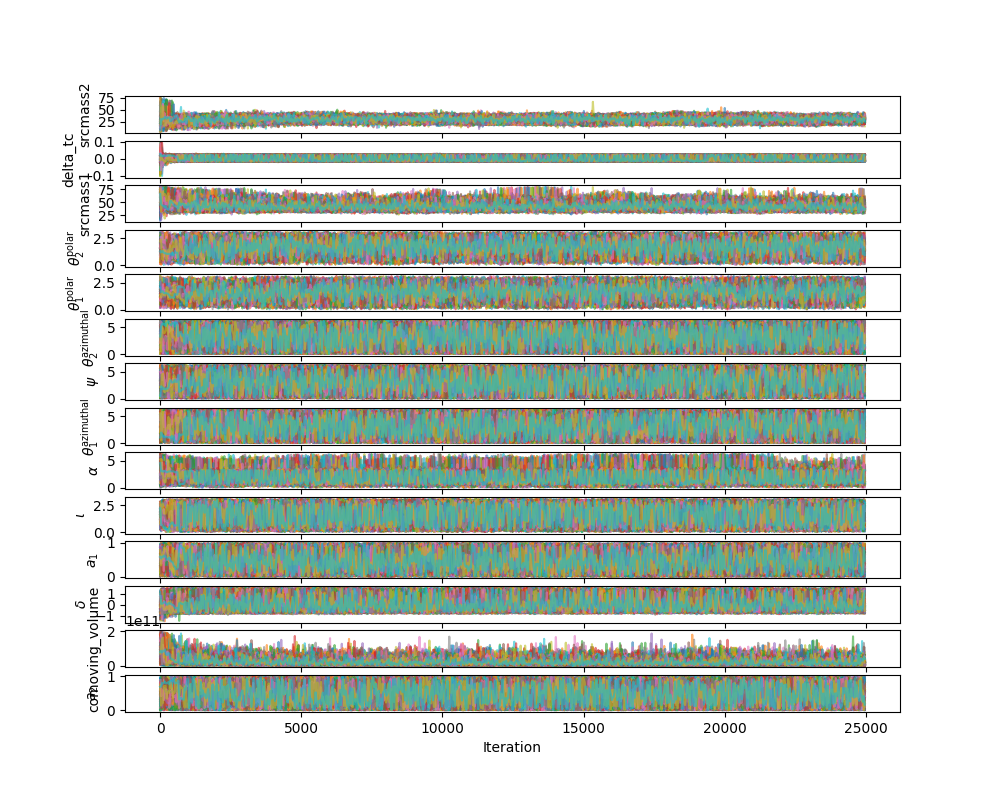 srcmass2
75
50
25
delta_tc
0.1
0.0
−0.1
srcmass1
75
50
25
θ₂^polar
2.5
0.0
θ₁^polar
2.5
0.0
θ₂^azimuthal
5
0
ψ
5
0
θ₁^azimuthal
5
0
α
5
0
ι
2.5
0.0
a₁
1
0
δ
1
0
−1
1e11
comoving_volume
2
0
1
0
0 5000 10000 15000 20000 25000
Iteration